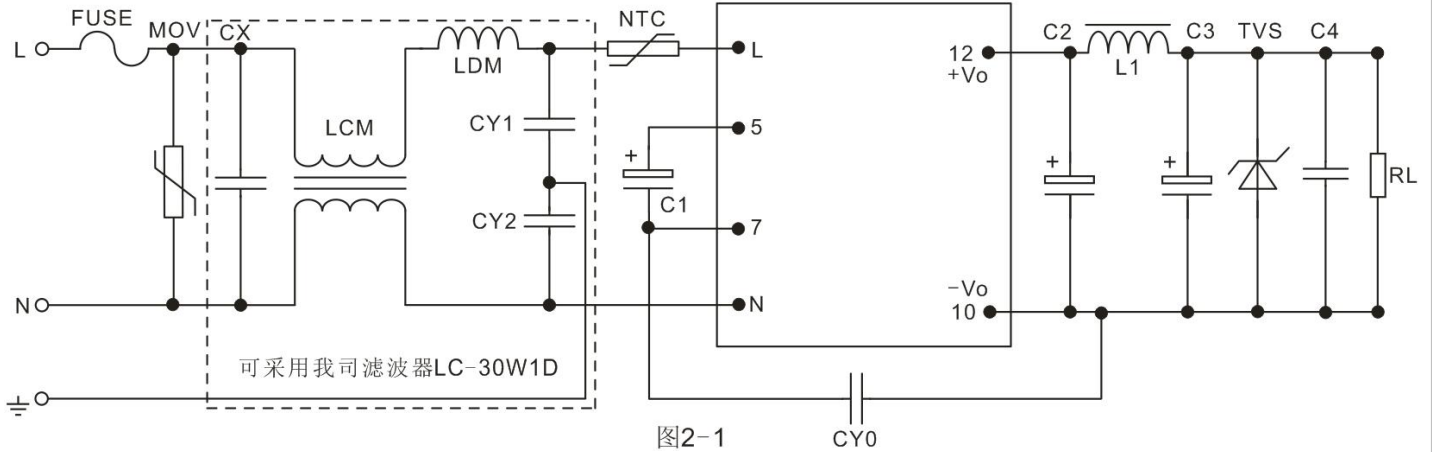 FUSE
MOV
CX
LDM
NTC
C2
C3
TVS
C4
L
L
12
+Vo
L1
LCM
CY1
5
+
+
+
C1
RL
CY2
7
N
N
-Vo
10
可采用我司滤波器LC-30W1D
图2-1
CY0